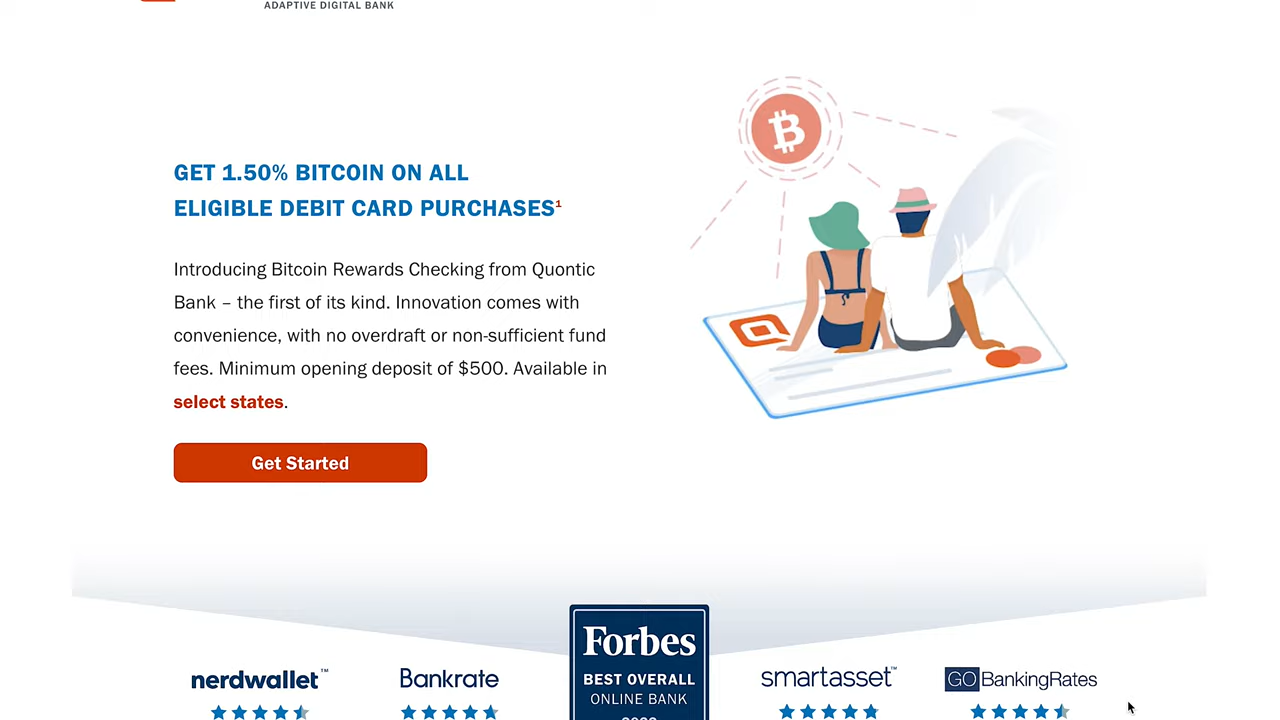 ADAPTIVE DIGITAL BANK
GET 1.50% BITCOIN ON ALL
ELIGIBLE DEBIT CARD PURCHASES¹
Introducing Bitcoin Rewards Checking from Quontic
Bank – the first of its kind. Innovation comes with
convenience, with no overdraft or non-sufficient fund
fees. Minimum opening deposit of $500. Available in
select states.
Get Started
nerdwallet™
Bankrate
Forbes
BEST OVERALL
ONLINE BANK
smartasset™
GOBankingRates